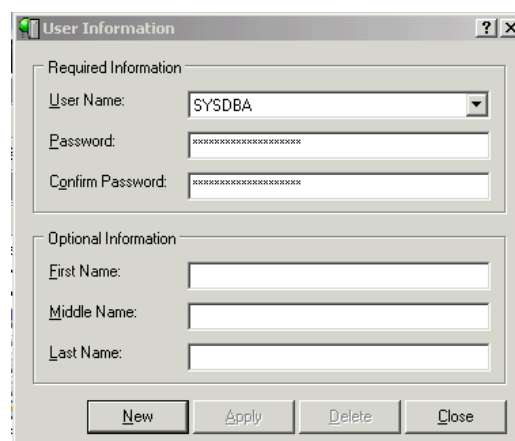 User Information
Required Information
User Name: SYSDBA
Password: ********************
Confirm Password: ********************
Optional Information
First Name:
Middle Name:
Last Name:
New Apply Delete Close